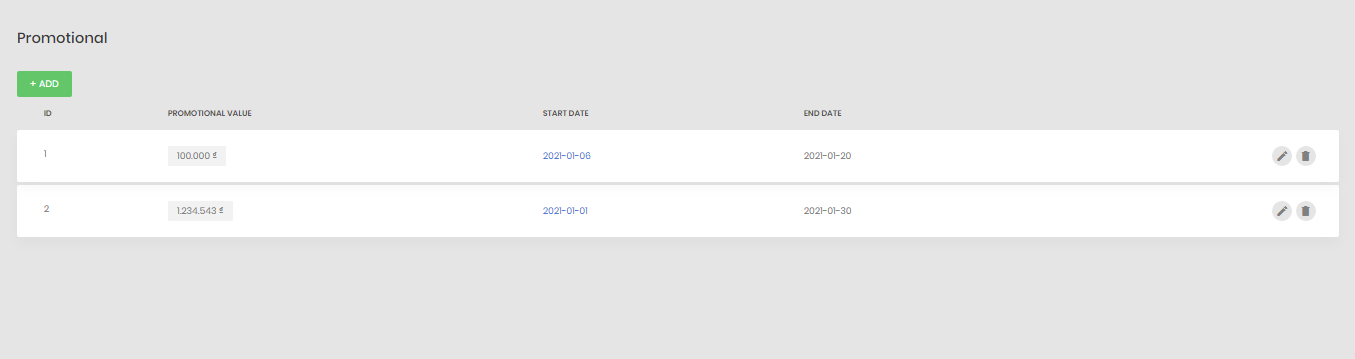 Promotional
+ ADD
ID PROMOTIONAL VALUE START DATE END DATE
1 100.000 ₫ 2021-01-06 2021-01-20
2 1.234.543 ₫ 2021-01-01 2021-01-30